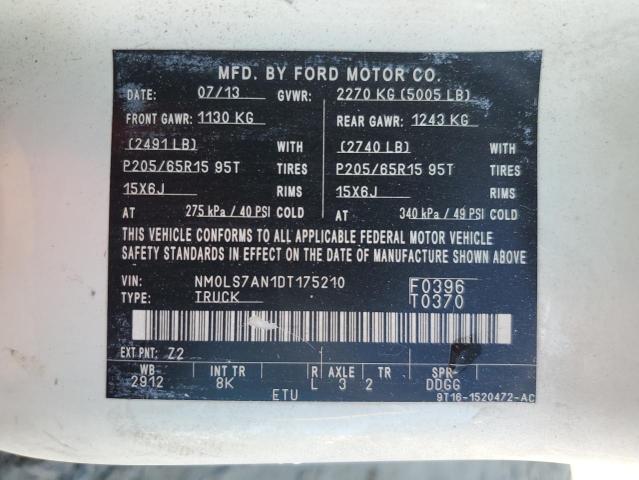 MFD. BY FORD MOTOR CO.
DATE: 07/13 GVWR: 2270 KG (5005 LB)
FRONT GAWR: 1130 KG REAR GAWR: 1243 KG
(2491 LB) WITH (2740 LB) WITH
P205/65R15 95T TIRES P205/65R15 95T TIRES
15X6J RIMS 15X6J RIMS
AT 275 kPa / 40 PSI COLD AT 340 kPa / 49 PSI COLD
THIS VEHICLE CONFORMS TO ALL APPLICABLE FEDERAL MOTOR VEHICLE
SAFETY STANDARDS IN EFFECT ON THE DATE OF MANUFACTURE SHOWN ABOVE.
VIN: NM0LS7AN1DT175210 F0396
TYPE: TRUCK T0370
EXT PNT: Z2
WB INT TR R AXLE TR SPR
2912 8K L 3 2 DDGG
ETU 9T16-1520472-AC